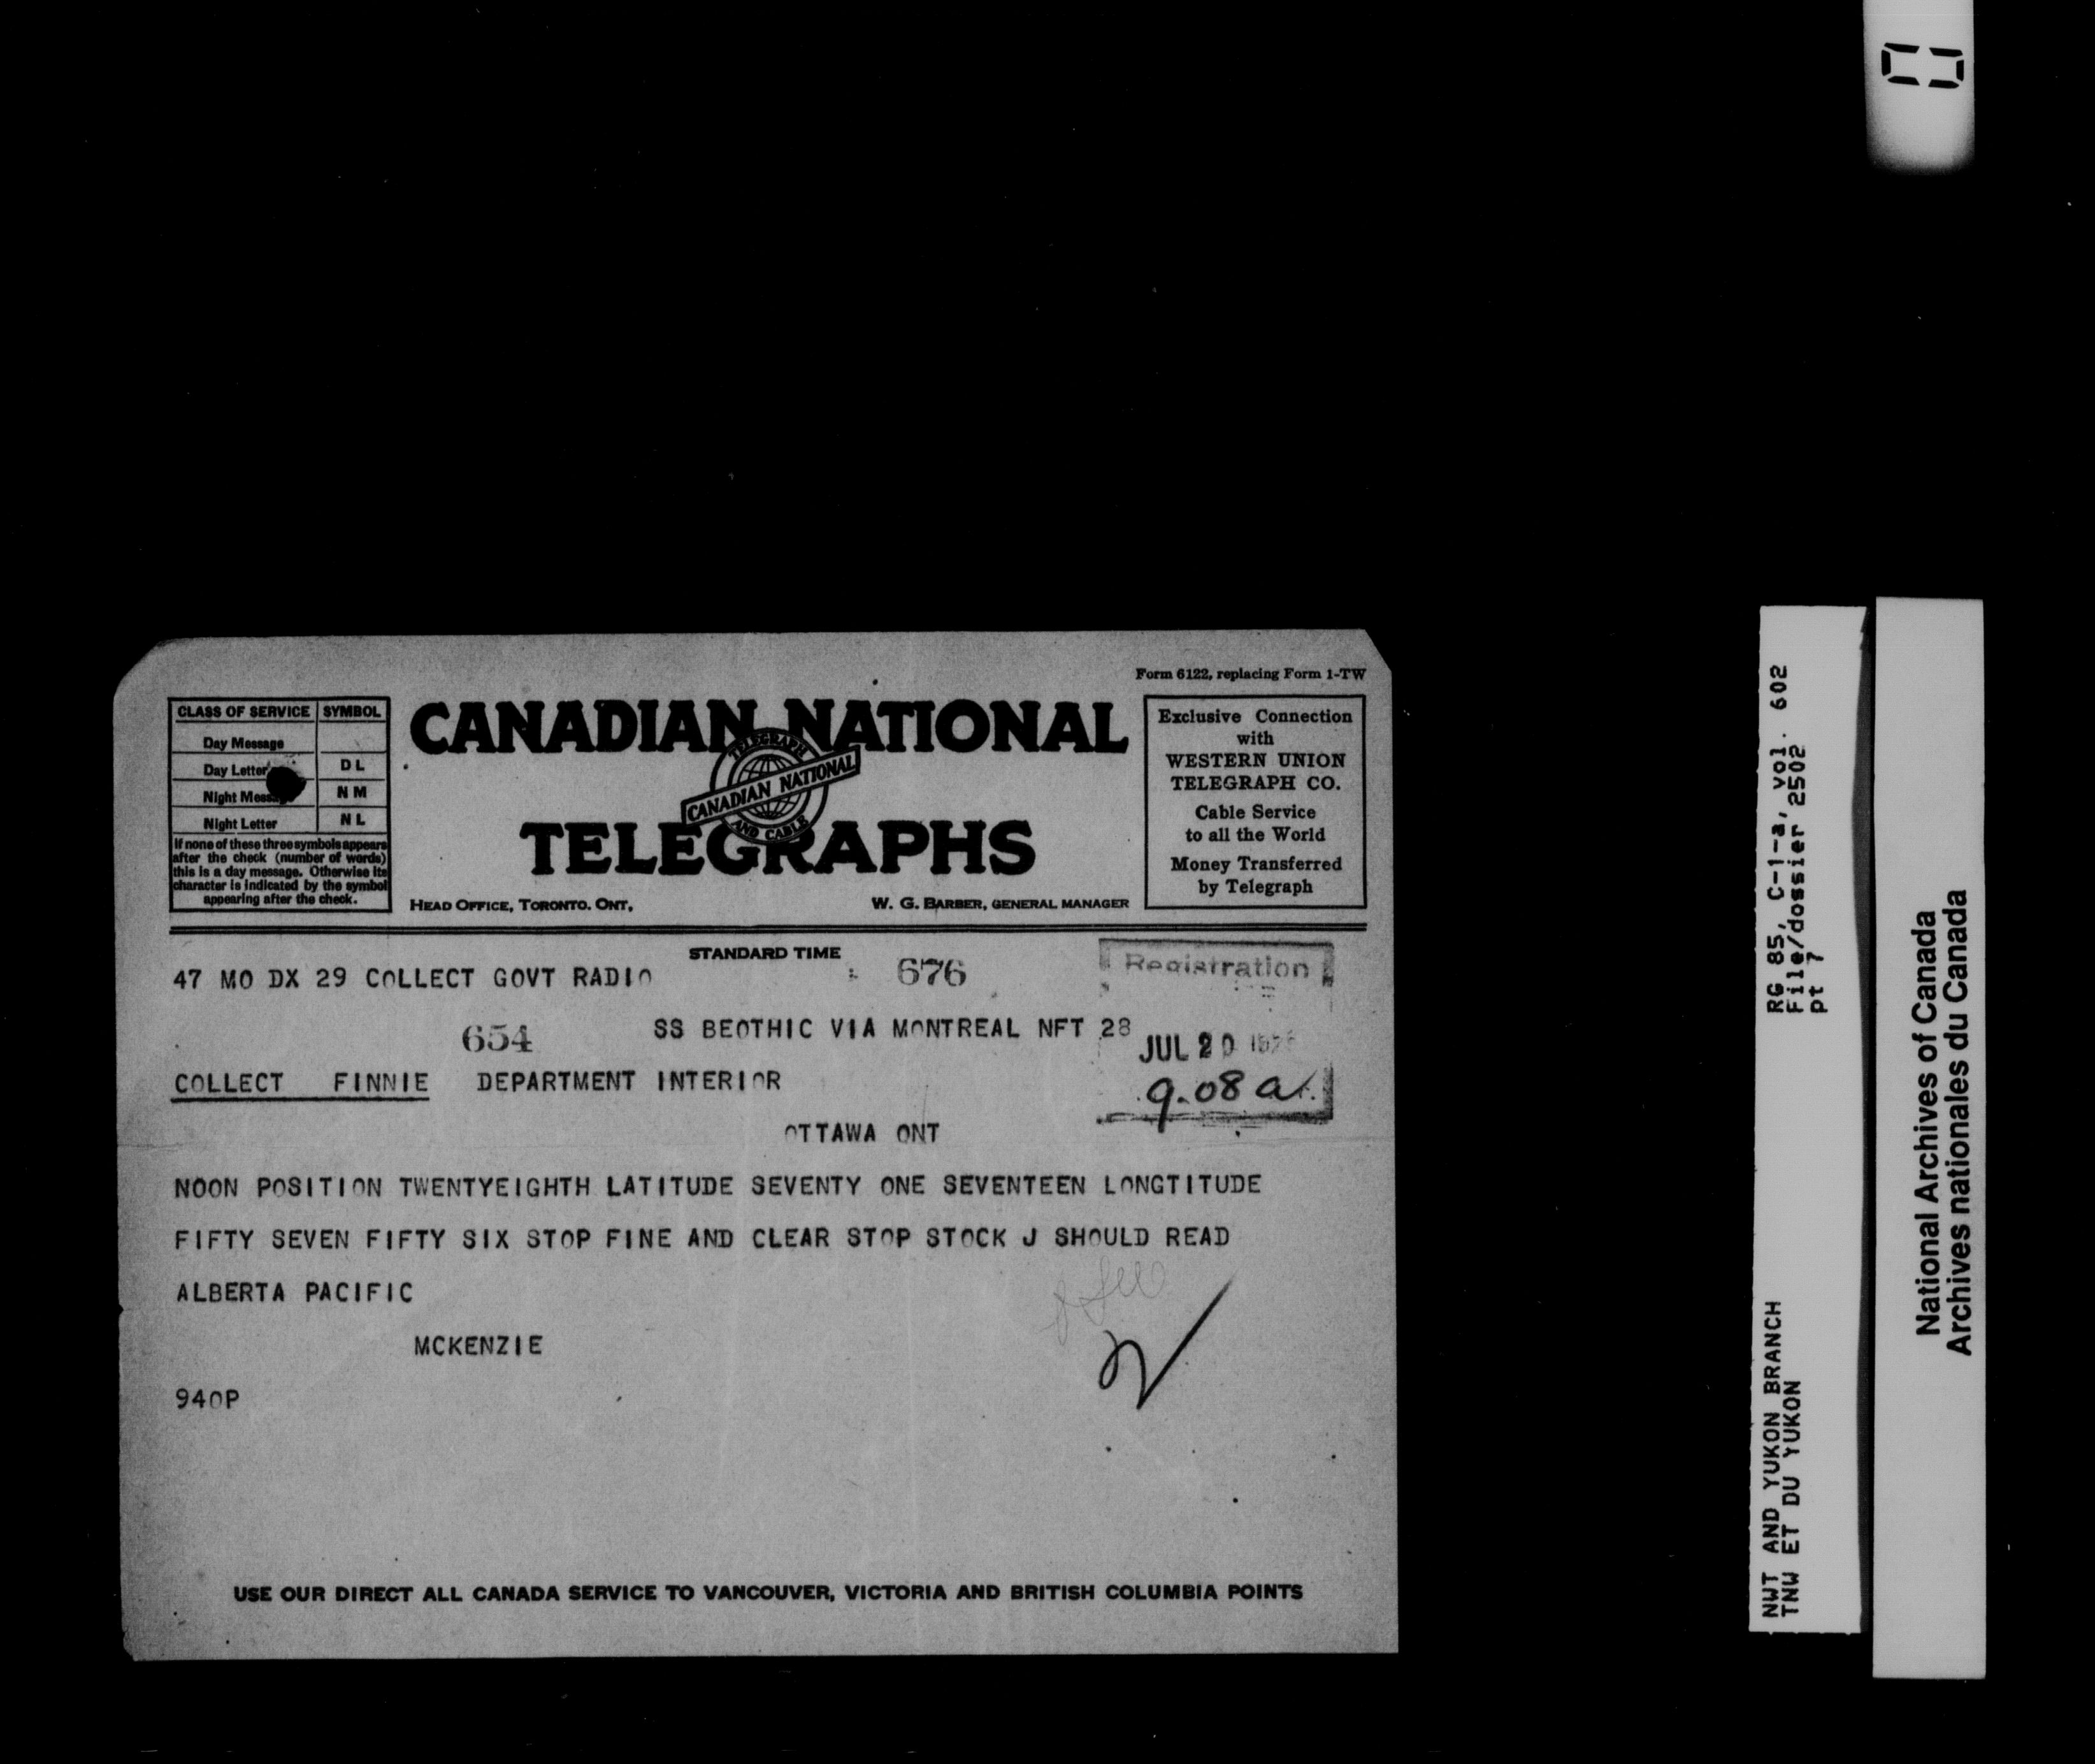 Form 6122, replacing Form 1-TW
CLASS OF SERVICE SYMBOL
Day Message
Day Letter D L
Night Message N M
Night Letter N L
If none of these three symbols appears
after the check (number of words)
this is a day message. Otherwise its
character is indicated by the symbol
appearing after the check.
CANADIAN NATIONAL
TELEGRAPH
CANADIAN NATIONAL
AND CABLE
TELEGRAPHS
HEAD OFFICE, TORONTO. ONT.
W. G. BARBER, GENERAL MANAGER
Exclusive Connection
with
WESTERN UNION
TELEGRAPH CO.
Cable Service
to all the World
Money Transferred
by Telegraph
STANDARD TIME
47 MO DX 29 COLLECT GOVT RADIO 676
Registration
654 SS BEOTHIC VIA MONTREAL NFT 28
JUL 20
COLLECT FINNIE DEPARTMENT INTERIOR
9.08 a.
OTTAWA ONT
NOON POSITION TWENTYEIGHTH LATITUDE SEVENTY ONE SEVENTEEN LONGTITUDE
FIFTY SEVEN FIFTY SIX STOP FINE AND CLEAR STOP STOCK J SHOULD READ
ALBERTA PACIFIC
MCKENZIE
940P
USE OUR DIRECT ALL CANADA SERVICE TO VANCOUVER, VICTORIA AND BRITISH COLUMBIA POINTS
RG 85, C-1-a, vol. 602
File/dossier 2502
pt 7
NWT AND YUKON BRANCH
TNW ET DU YUKON
National Archives of Canada
Archives nationales du Canada